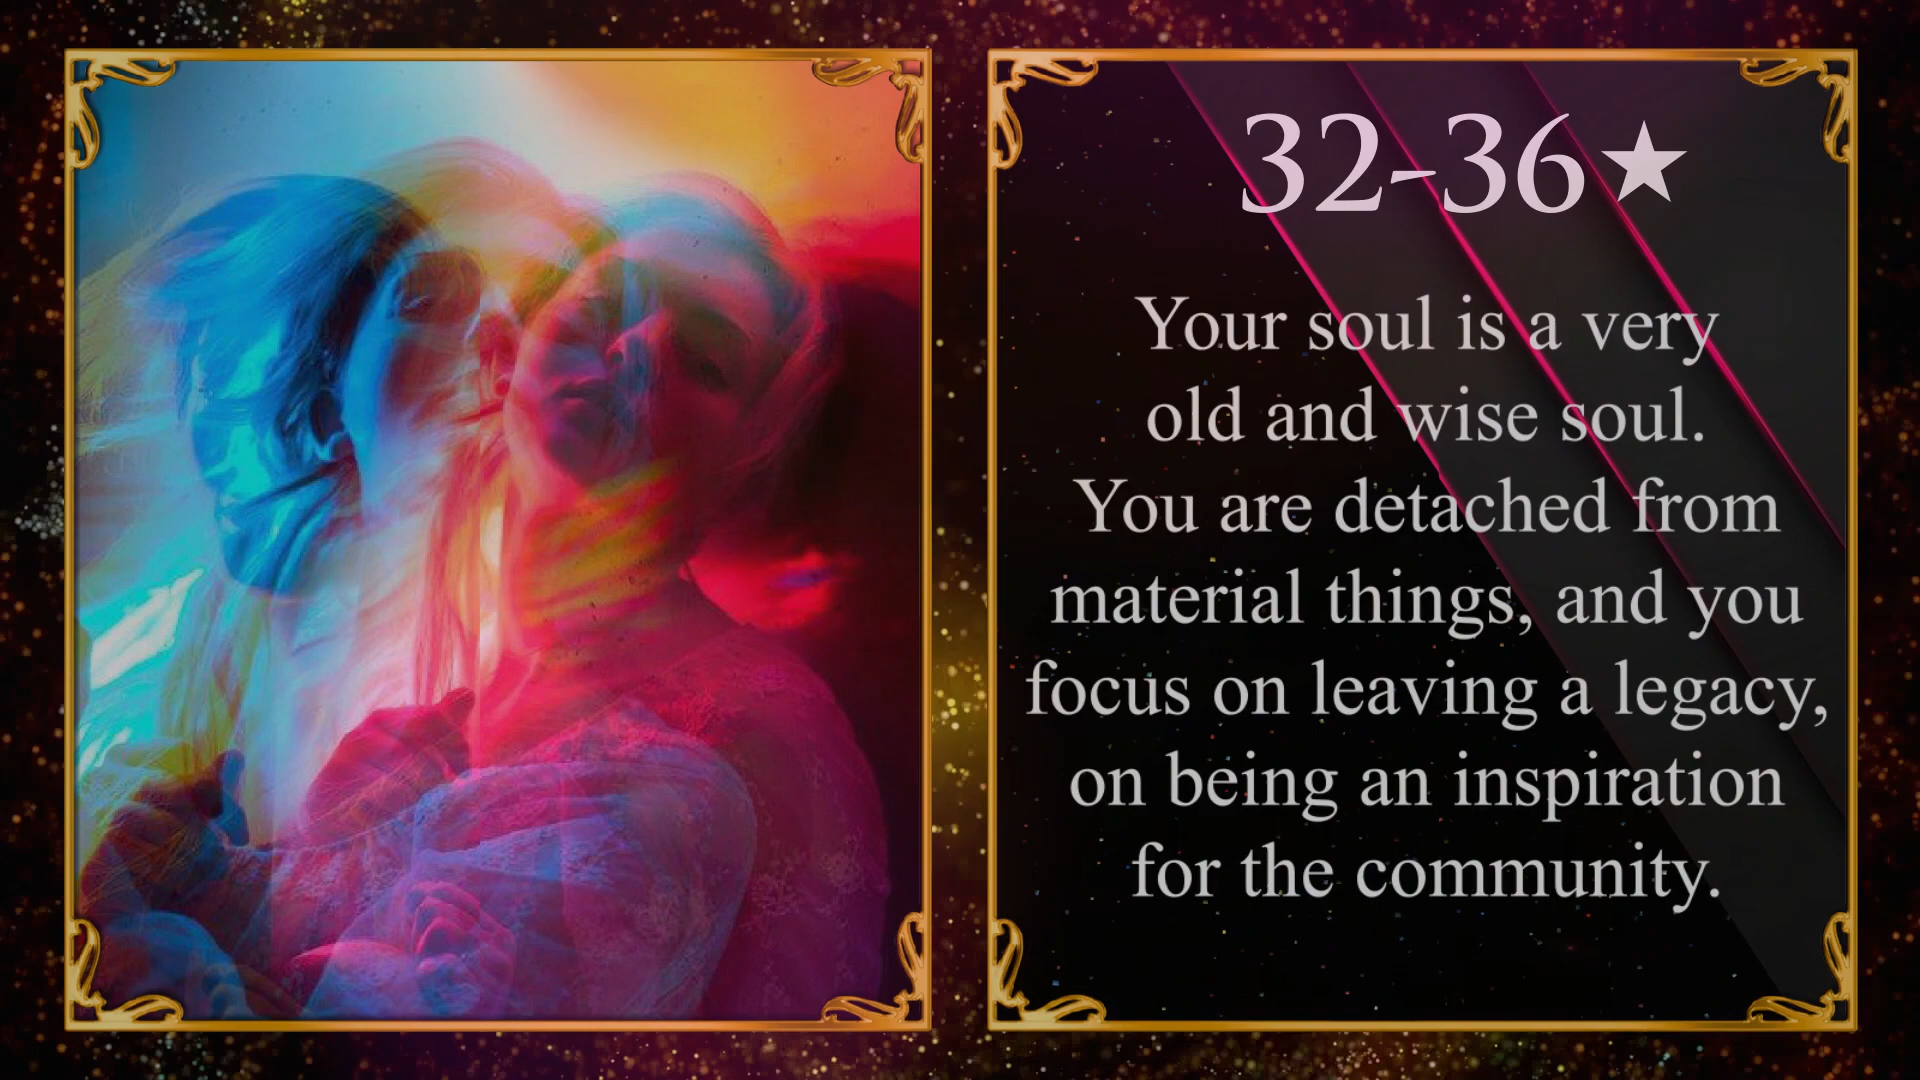 32-36★
Your soul is a very
old and wise soul.
You are detached from
material things, and you
focus on leaving a legacy,
on being an inspiration
for the community.